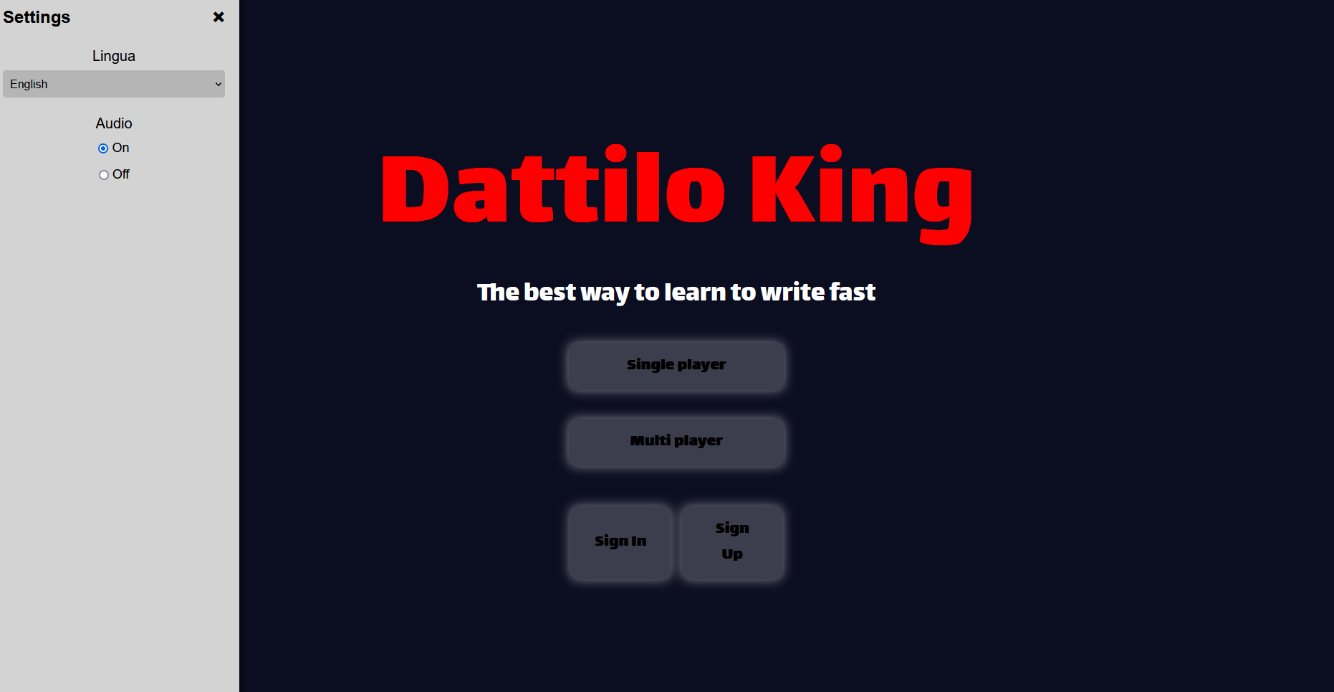 Settings
Lingua
English
Audio
On
Off
Dattilo King
The best way to learn to write fast
Single player
Multi player
Sign In
Sign
Up